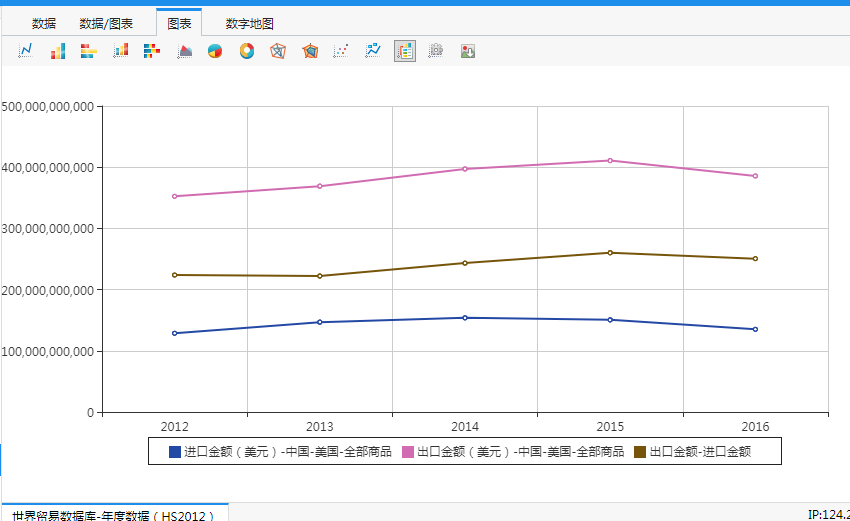 数据 数据/图表 图表 数字地图
500,000,000,000
400,000,000,000
300,000,000,000
200,000,000,000
100,000,000,000
0
2012 2013 2014 2015 2016
进口金额（美元）-中国-美国-全部商品 出口金额（美元）-中国-美国-全部商品 出口金额-进口金额
世界贸易数据库-年度数据（HS2012） IP:124.2